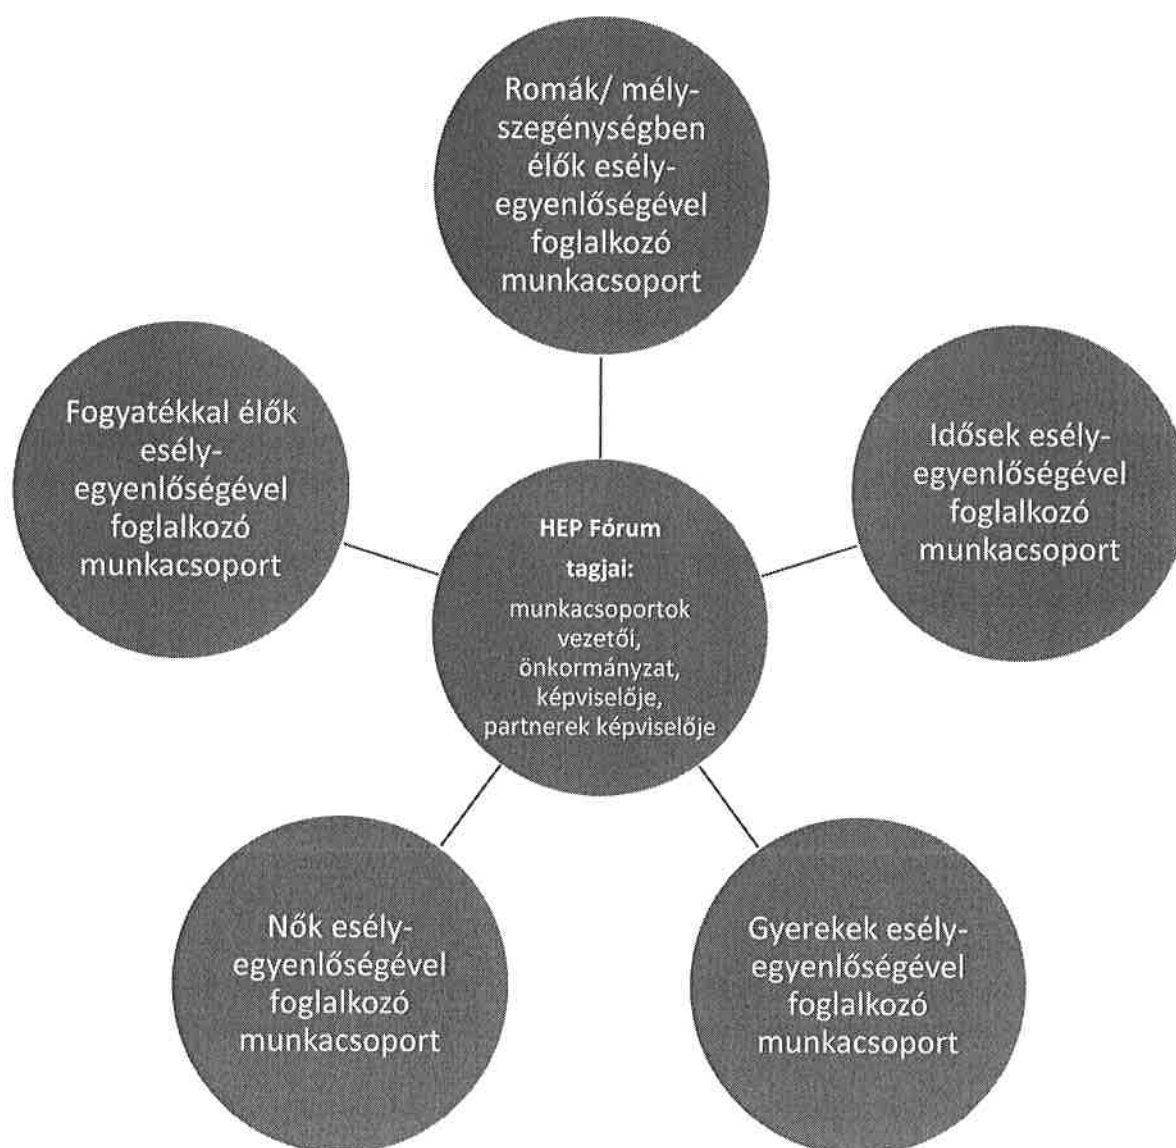 Romák/ mély-
szegénységben
élők esély-
egyenlőségével
foglalkozó
munkacsoport
Fogyatékkal élők
esély-
egyenlőségével
foglalkozó
munkacsoport
Idősek esély-
egyenlőségével
foglalkozó
munkacsoport
HEP Fórum
tagjai:
munkacsoportok
vezetői,
önkormányzat,
képviselője,
partnerek képviselője
Nők esély-
egyenlőségével
foglalkozó
munkacsoport
Gyerekek esély-
egyenlőségével
foglalkozó
munkacsoport